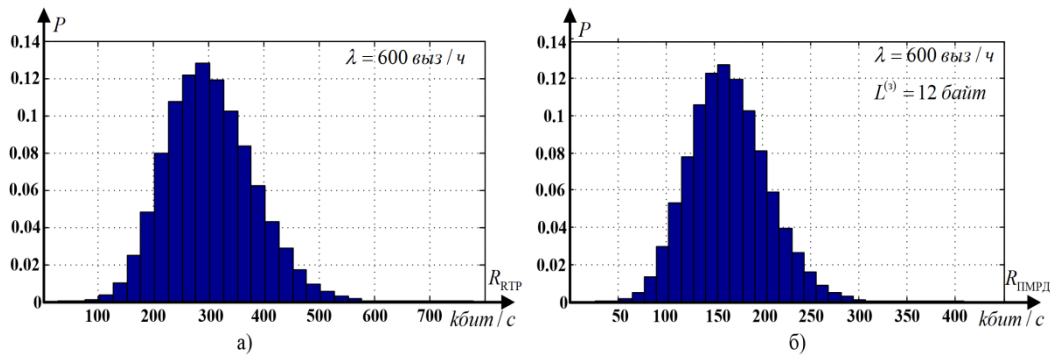 P
0.14
0.12
0.1
0.08
0.06
0.04
0.02
0
λ = 600 выз / ч
R_RTP
100 200 300 400 500 600 700
кбит / с
а)
P
0.14
0.12
0.1
0.08
0.06
0.04
0.02
0
λ = 600 выз / ч
L^(з) = 12 байт
R_ПМРД
50 100 150 200 250 300 350 400
кбит / с
б)